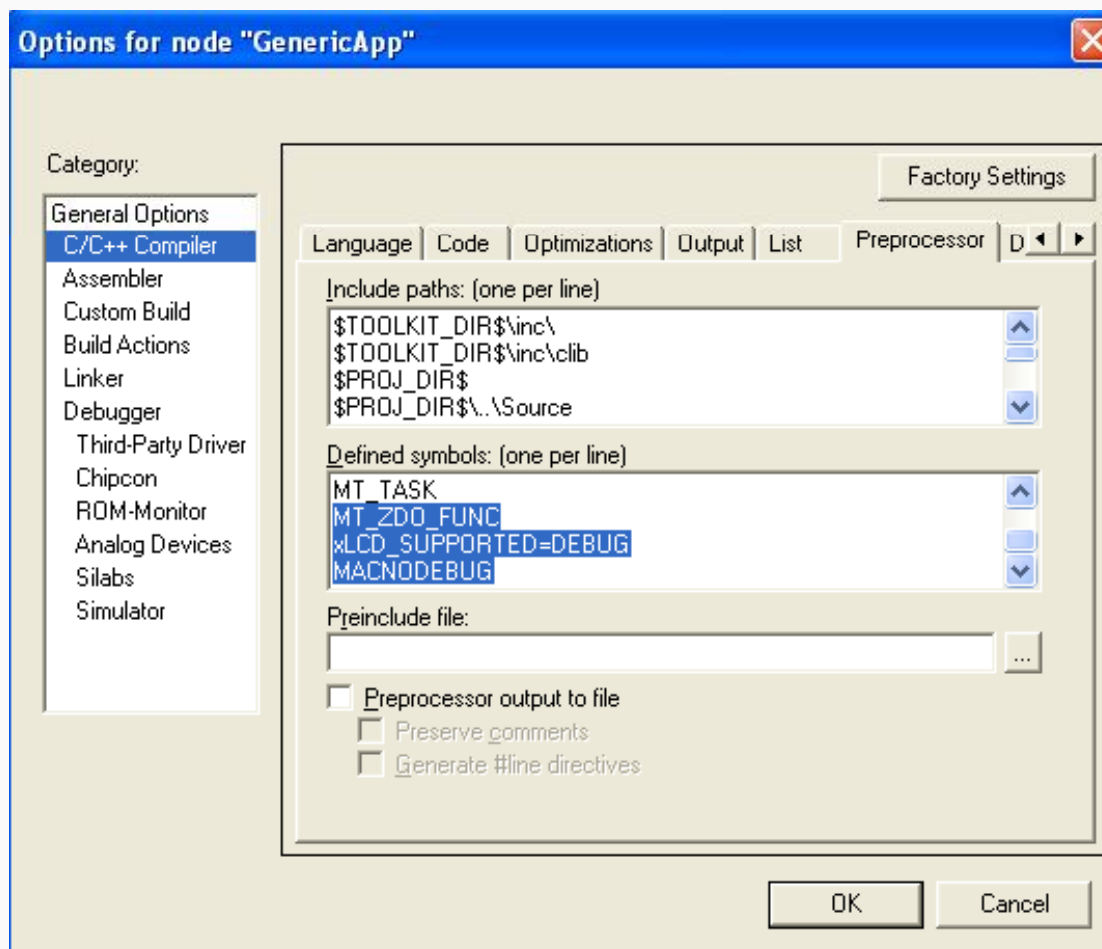 Options for node "GenericApp"
Category:
General Options
C/C++ Compiler
Assembler
Custom Build
Build Actions
Linker
Debugger
Third-Party Driver
Chipcon
ROM-Monitor
Analog Devices
Silabs
Simulator
Factory Settings
Language Code Optimizations Output List Preprocessor D
Include paths: (one per line)
$TOOLKIT_DIR$\inc\
$TOOLKIT_DIR$\inc\clib
$PROJ_DIR$
$PROJ_DIR$\..\Source
Defined symbols: (one per line)
MT_TASK
MT_ZDO_FUNC
xLCD_SUPPORTED=DEBUG
MACNODEBUG
Preinclude file:
...
Preprocessor output to file
Preserve comments
Generate #line directives
OK Cancel